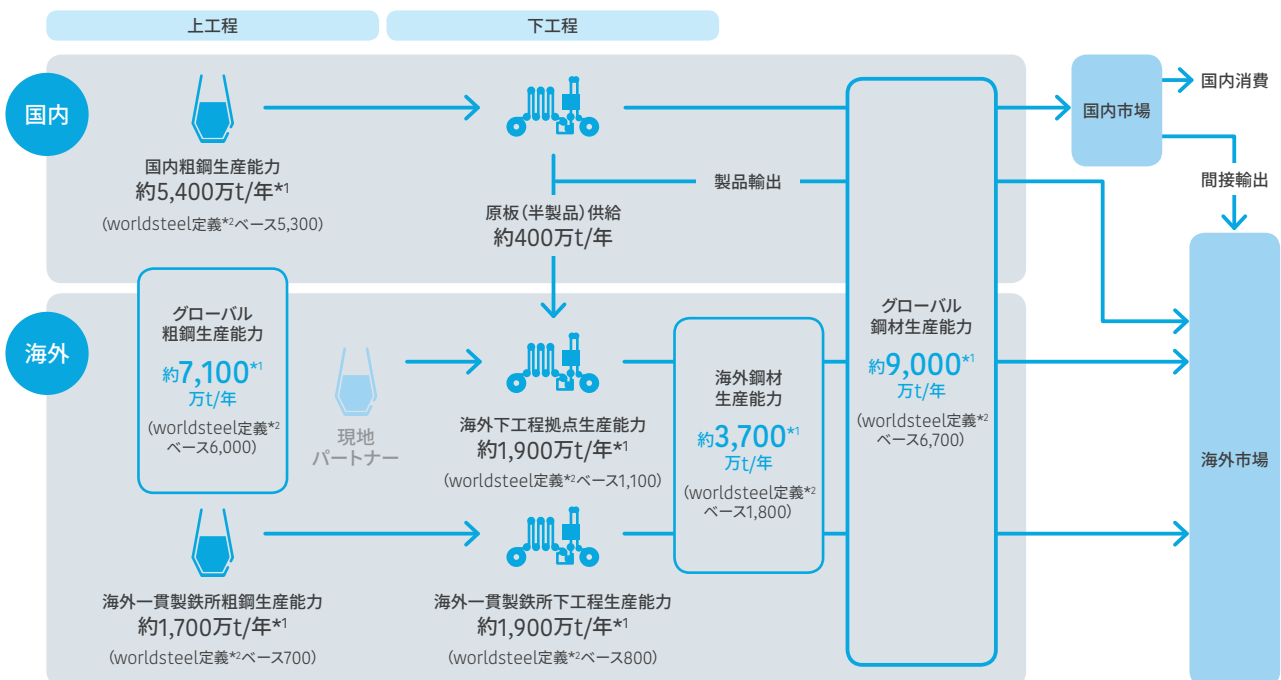 上工程
下工程
国内
国内粗鋼生産能力
約5,400万t/年*1
(worldsteel定義*2ベース5,300)
原板(半製品)供給
約400万t/年
製品輸出
国内市場
国内消費
間接輸出
海外
グローバル
粗鋼生産能力
約7,100*1
万t/年
(worldsteel定義*2
ベース6,000)
現地
パートナー
海外下工程拠点生産能力
約1,900万t/年*1
(worldsteel定義*2ベース1,100)
海外鋼材
生産能力
約3,700*1
万t/年
(worldsteel定義*2
ベース1,800)
グローバル
鋼材生産能力
約9,000*1
万t/年
(worldsteel定義*2
ベース6,700)
海外市場
海外一貫製鉄所粗鋼生産能力
約1,700万t/年*1
(worldsteel定義*2ベース700)
海外一貫製鉄所下工程生産能力
約1,900万t/年*1
(worldsteel定義*2ベース800)